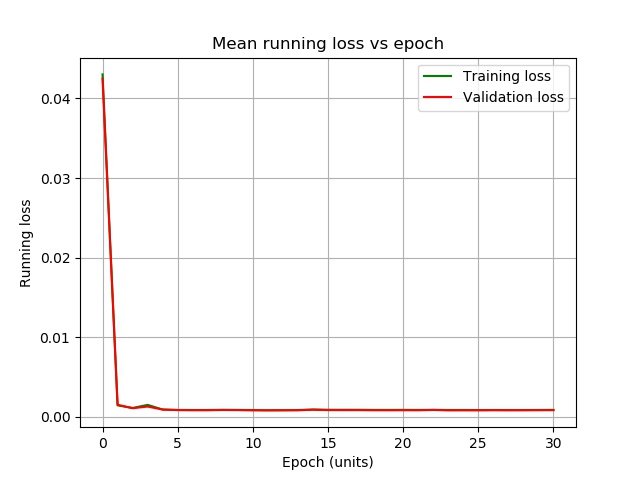 Mean running loss vs epoch
Training loss
Validation loss
0.04
0.03
0.02
0.01
0.00
Running loss
0 5 10 15 20 25 30
Epoch (units)